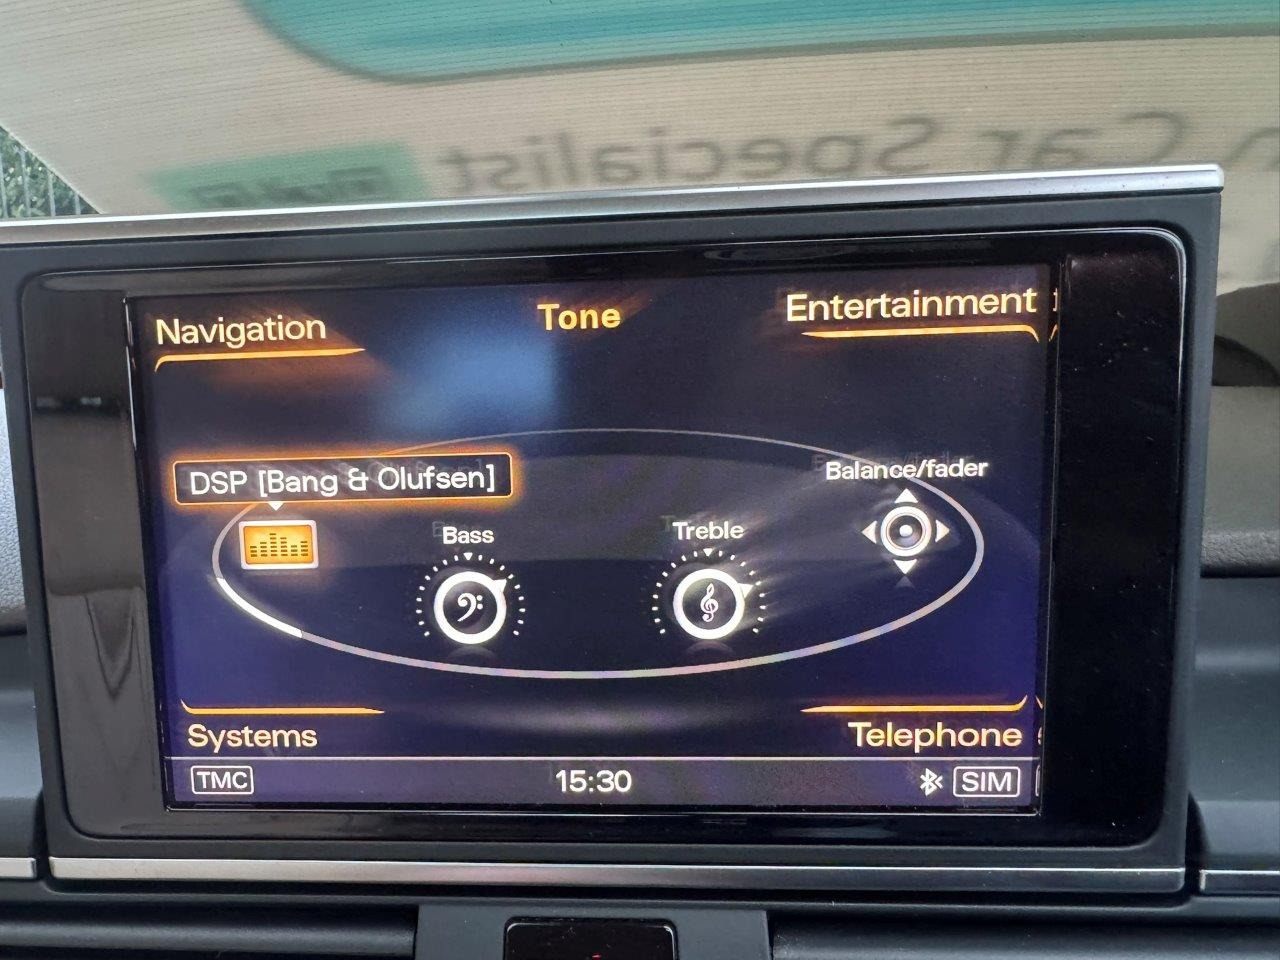 Car Specialist
Navigation
Tone
Entertainment
DSP [Bang & Olufsen]
Balance/fader
Bass
Treble
Systems
Telephone
TMC
15:30
SIM